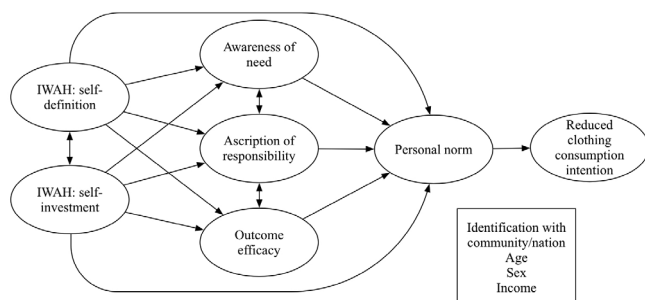 Awareness of
need
IWAH: self-
definition
Ascription of
responsibility
Personal norm
Reduced
clothing
consumption
intention
IWAH: self-
investment
Outcome
efficacy
Identification with
community/nation
Age
Sex
Income